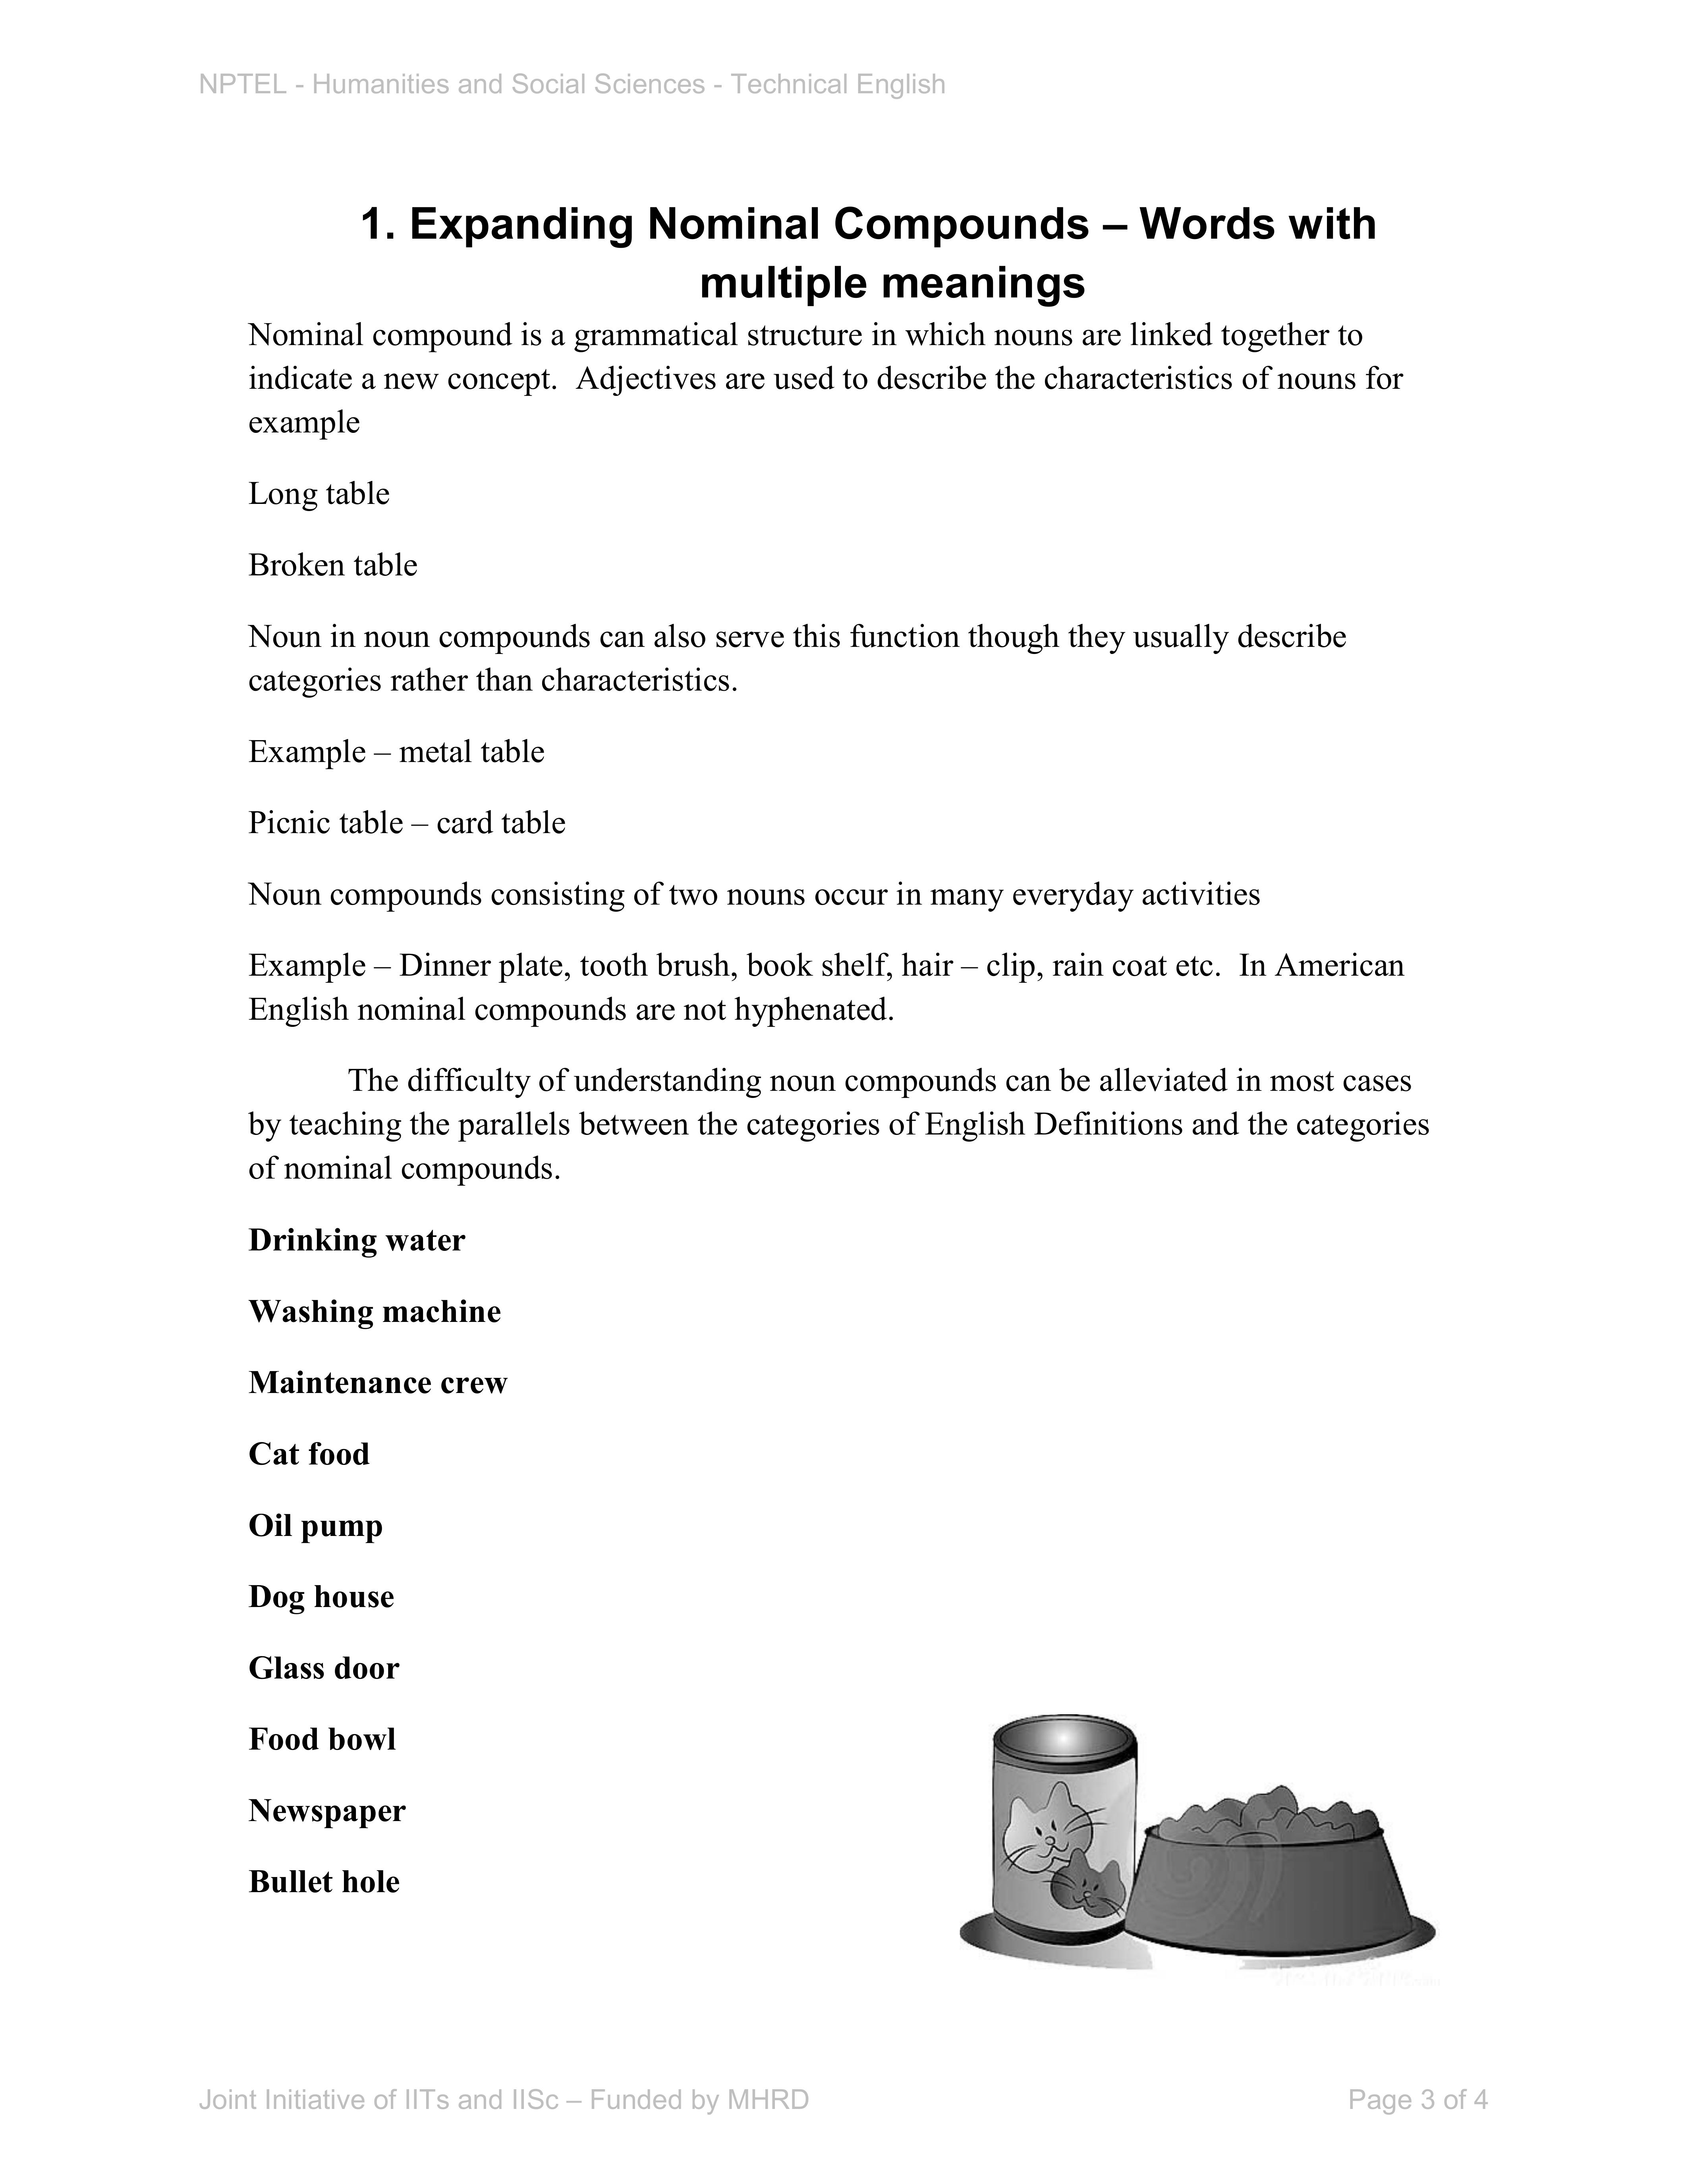 NPTEL - Humanities and Social Sciences - Technical English
1. Expanding Nominal Compounds – Words with
multiple meanings
Nominal compound is a grammatical structure in which nouns are linked together to
indicate a new concept.  Adjectives are used to describe the characteristics of nouns for
example
Long table
Broken table
Noun in noun compounds can also serve this function though they usually describe
categories rather than characteristics.
Example – metal table
Picnic table – card table
Noun compounds consisting of two nouns occur in many everyday activities
Example – Dinner plate, tooth brush, book shelf, hair – clip, rain coat etc.  In American
English nominal compounds are not hyphenated.
The difficulty of understanding noun compounds can be alleviated in most cases
by teaching the parallels between the categories of English Definitions and the categories
of nominal compounds.
Drinking water
Washing machine
Maintenance crew
Cat food
Oil pump
Dog house
Glass door
Food bowl
Newspaper
Bullet hole
Joint Initiative of IITs and IISc – Funded by MHRD
Page 3 of 4